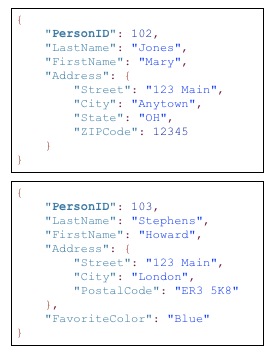 {
"PersonID": 102,
"LastName": "Jones",
"FirstName": "Mary",
"Address": {
"Street": "123 Main",
"City": "Anytown",
"State": "OH",
"ZIPCode": 12345
}
}
{
"PersonID": 103,
"LastName": "Stephens",
"FirstName": "Howard",
"Address": {
"Street": "123 Main",
"City": "London",
"PostalCode": "ER3 5K8"
},
"FavoriteColor": "Blue"
}